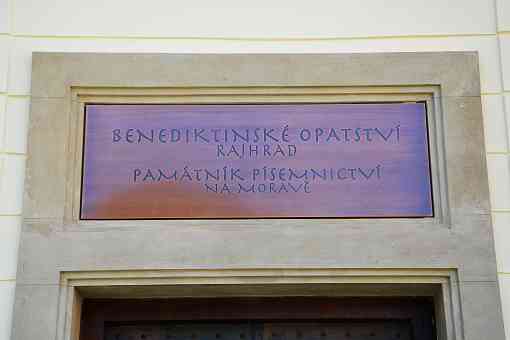 BENEDIKTINSKÉ OPATSTVÍ
RAJHRAD
PAMÁTNÍK PÍSEMNICTVÍ
NA MORAVĚ